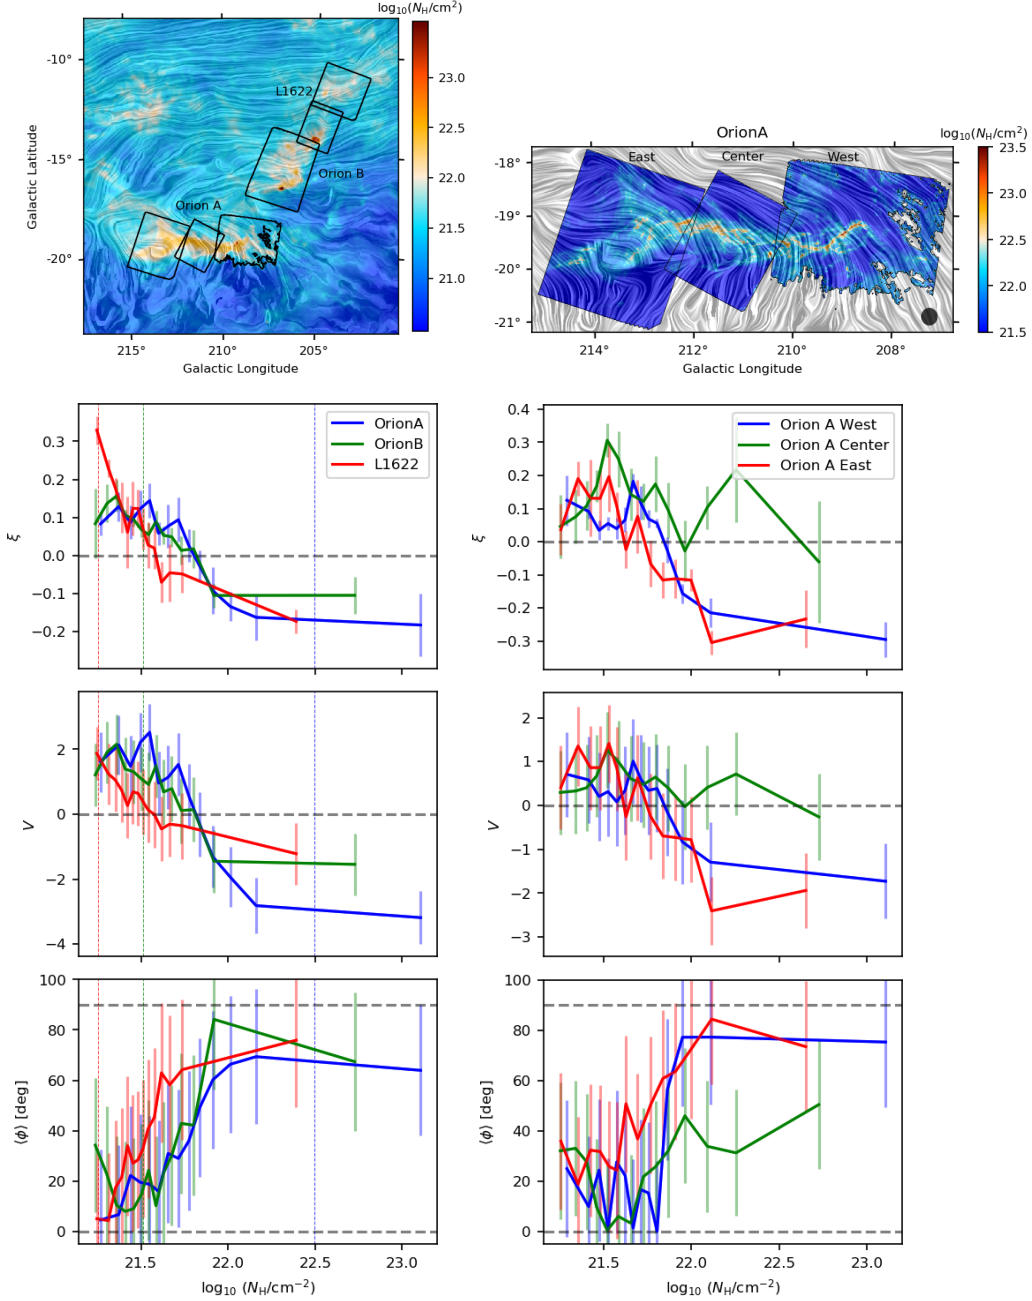 log₁₀(N_H/cm²)
-10°
-15°
-20°
Galactic Latitude
L1622
Orion B
Orion A
215°
210°
205°
Galactic Longitude
23.0
22.5
22.0
21.5
21.0
OrionA
log₁₀(N_H/cm²)
East
Center
West
-18°
-19°
-20°
-21°
214°
212°
210°
208°
Galactic Longitude
23.5
23.0
22.5
22.0
21.5
OrionA
OrionB
L1622
0.3
0.2
0.1
0.0
−0.1
−0.2
ξ
Orion A West
Orion A Center
Orion A East
0.4
0.3
0.2
0.1
0.0
−0.1
−0.2
−0.3
ξ
2
0
−2
−4
V
2
1
0
−1
−2
−3
V
100
80
60
40
20
0
⟨ϕ⟩ [deg]
21.5
22.0
22.5
23.0
log₁₀ (N_H/cm⁻²)
100
80
60
40
20
0
⟨ϕ⟩ [deg]
21.5
22.0
22.5
23.0
log₁₀ (N_H/cm⁻²)